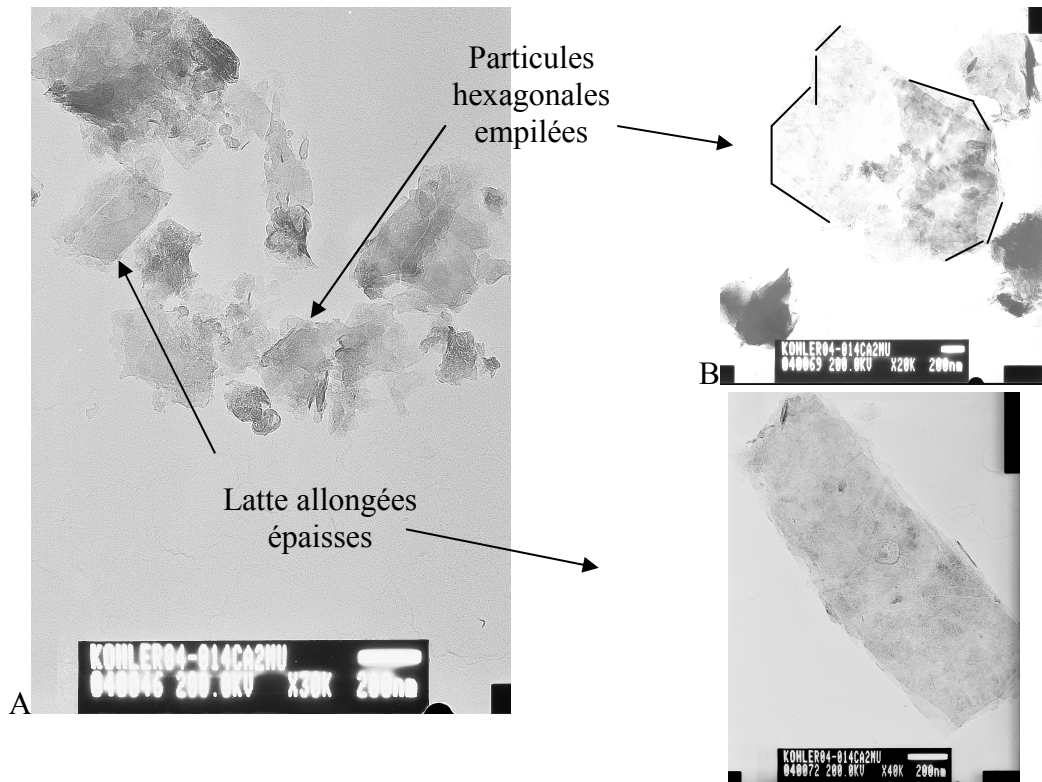 Particules
hexagonales
empilées
Latte allongées
épaisses
KOHLER04-014CA2MU
040046 200.0KV X30K 200nm
A
KOHLER04-014CA2MU
040069 200.0KV X20K 200nm
B
KOHLER04-014CA2MU
040072 200.0KV X40K 200nm